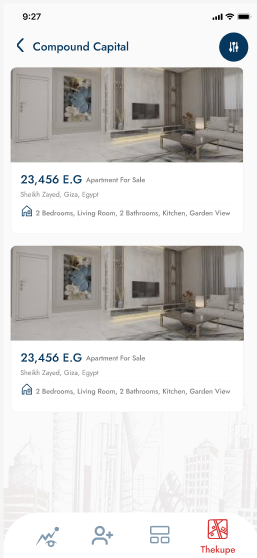 9:27
Compound Capital
23,456 E.G Apartment For Sale
Sheikh Zayed, Giza, Egypt
2 Bedrooms, Living Room, 2 Bathrooms, Kitchen, Garden View
23,456 E.G Apartment For Sale
Sheikh Zayed, Giza, Egypt
2 Bedrooms, Living Room, 2 Bathrooms, Kitchen, Garden View
Thekupe